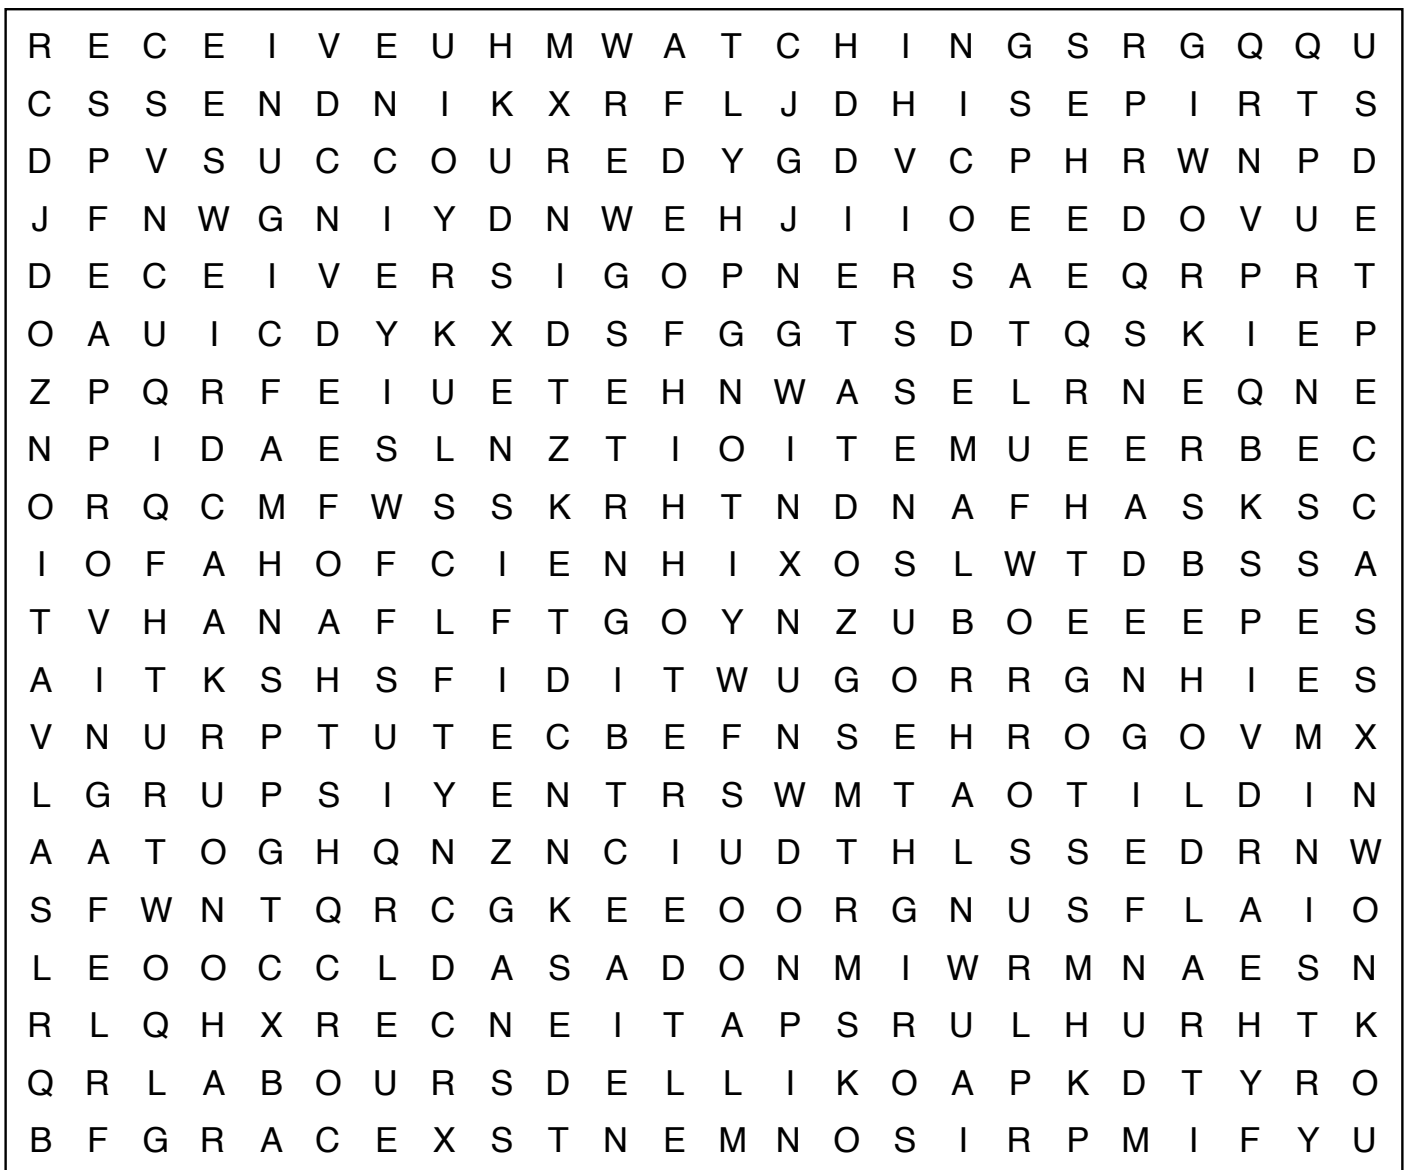 R E C E I V E U H M W A T C H I N G S R G Q Q U
C S S E N D N I K X R F L J D H I S E P I R T S
D P V S U C C O U R E D Y G D V C P H R W N P D
J F N W G N I Y D N W E H J I I O E E D O V U E
D E C E I V E R S I G O P N E R S A E Q R P R T
O A U I C D Y K X D S F G G T S D T Q S K I E P
Z P Q R F E I U E T E H N W A S E L R N E Q N E
N P I D A E S L N Z T I O I T E M U E E R B E C
O R Q C M F W S S K R H T N D N A F H A S K S C
I O F A H O F C I E N H I X O S L W T D B S S A
T V H A N A F L F T G O Y N Z U B O E E E P E S
A I T K S H S F I D I T W U G O R R G N H I E S
V N U R P T U T E C B E F N S E H R O G O V M X
L G R U P S I Y E N T R S W M T A O T I L D I N
A A T O G H Q N Z N C I U D T H L S S E D R N W
S F W N T Q R C G K E E O O R G N U S F L A I O
L E O O C C L D A S A D O N M I W R M N A E S N
R L Q H X R E C N E I T A P S R U L H U R H T K
Q R L A B O U R S D E L L I K O A P K D T Y R O
B F G R A C E X S T N E M N O S I R P M I F Y U